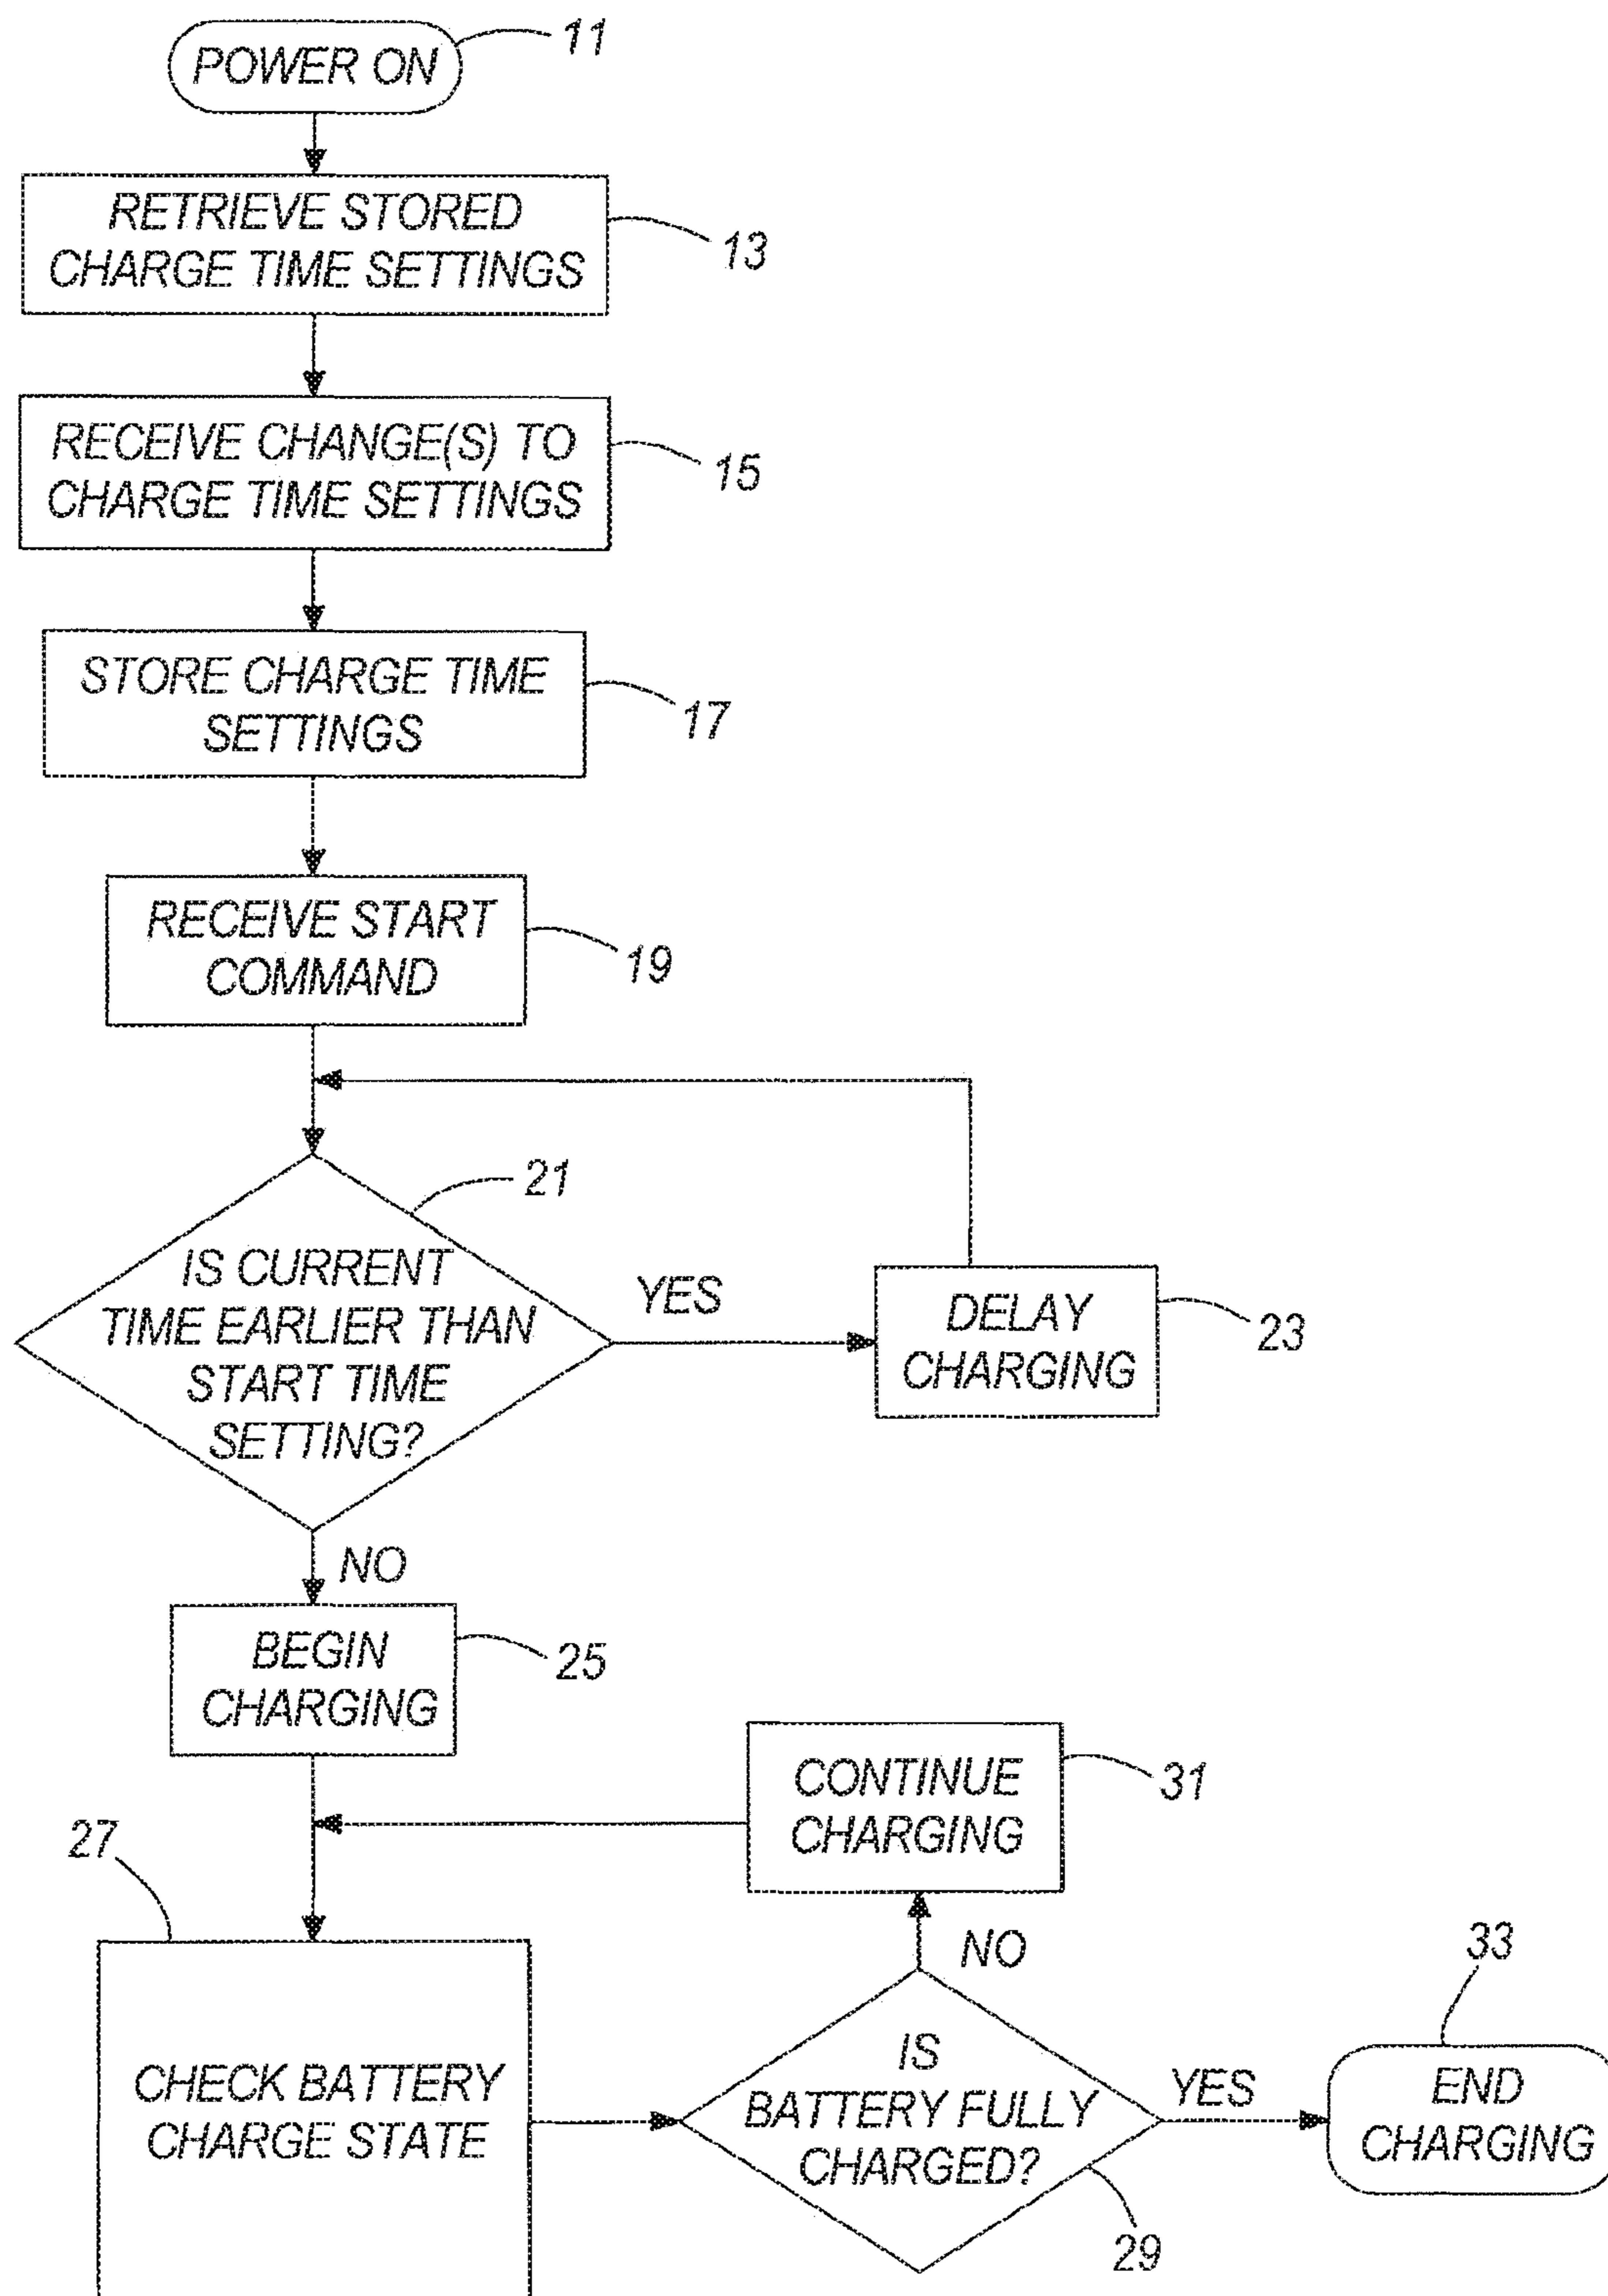 POWER ON
11
RETRIEVE STORED
CHARGE TIME SETTINGS
13
RECEIVE CHANGE(S) TO
CHARGE TIME SETTINGS
15
STORE CHARGE TIME
SETTINGS
17
RECEIVE START
COMMAND
19
21
IS CURRENT
TIME EARLIER THAN
START TIME
SETTING?
YES
DELAY
CHARGING
23
NO
BEGIN
CHARGING
25
CONTINUE
CHARGING
31
27
CHECK BATTERY
CHARGE STATE
NO
IS
BATTERY FULLY
CHARGED?
29
YES
33
END
CHARGING